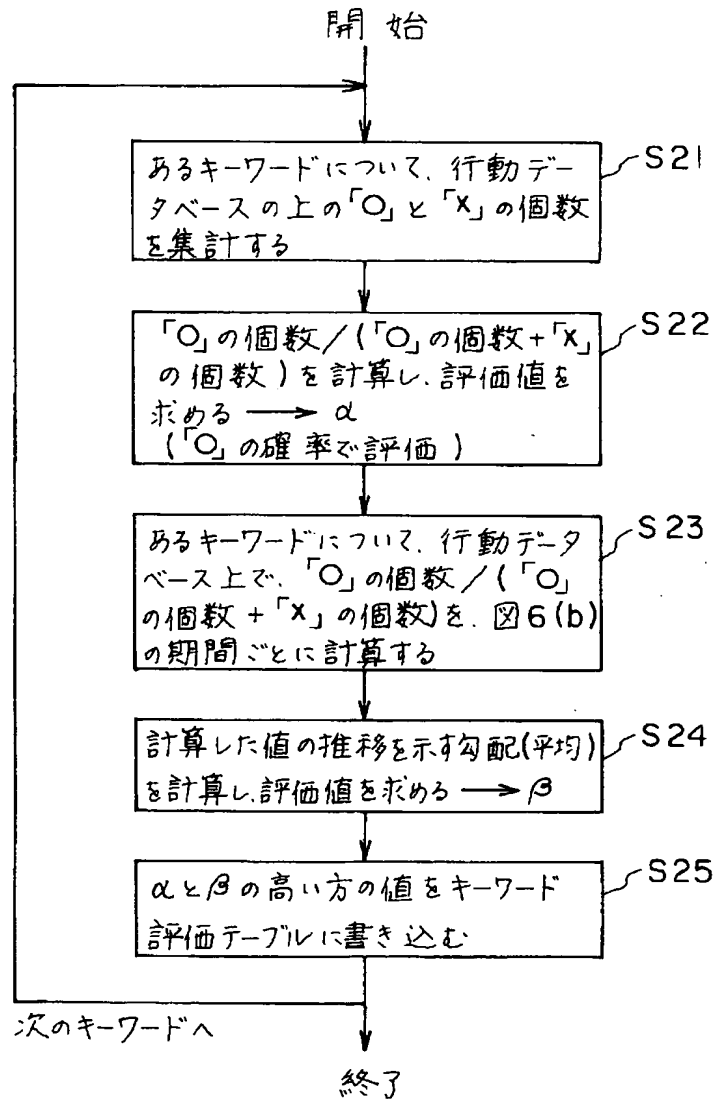 開始
あるキーワードについて、行動デー
タベースの上の「○」と「×」の個数
を集計する
S21
「○」の個数/(「○」の個数+「×」
の個数)を計算し、評価値を
求める → α
(「○」の確率で評価)
S22
あるキーワードについて、行動データ
ベース上で、「○」の個数/(「○」
の個数+「×」の個数)を、図6(b)
の期間ごとに計算する
S23
計算した値の推移を示す勾配(平均)
を計算し、評価値を求める → β
S24
αとβの高い方の値をキーワード
評価テーブルに書き込む
S25
次のキーワードへ
終了